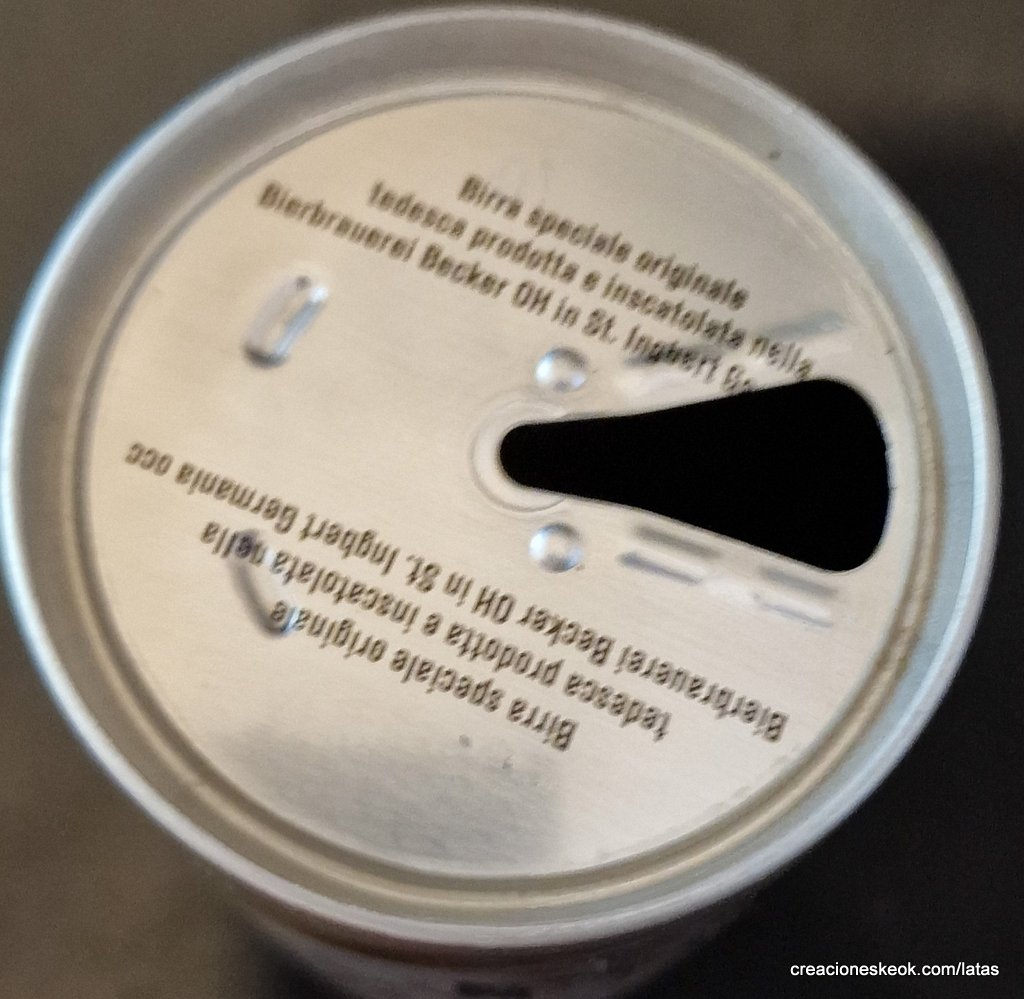 Birra speciale originale
tedesca prodotta e inscatolata nella
Bierbrauerei Becker OH in St. Ingbert Ge
Birra speciale originale
tedesca prodotta e inscatolata nella
Bierbrauerei Becker OH in St. Ingbert Germania occ
creacioneskeok.com/latas